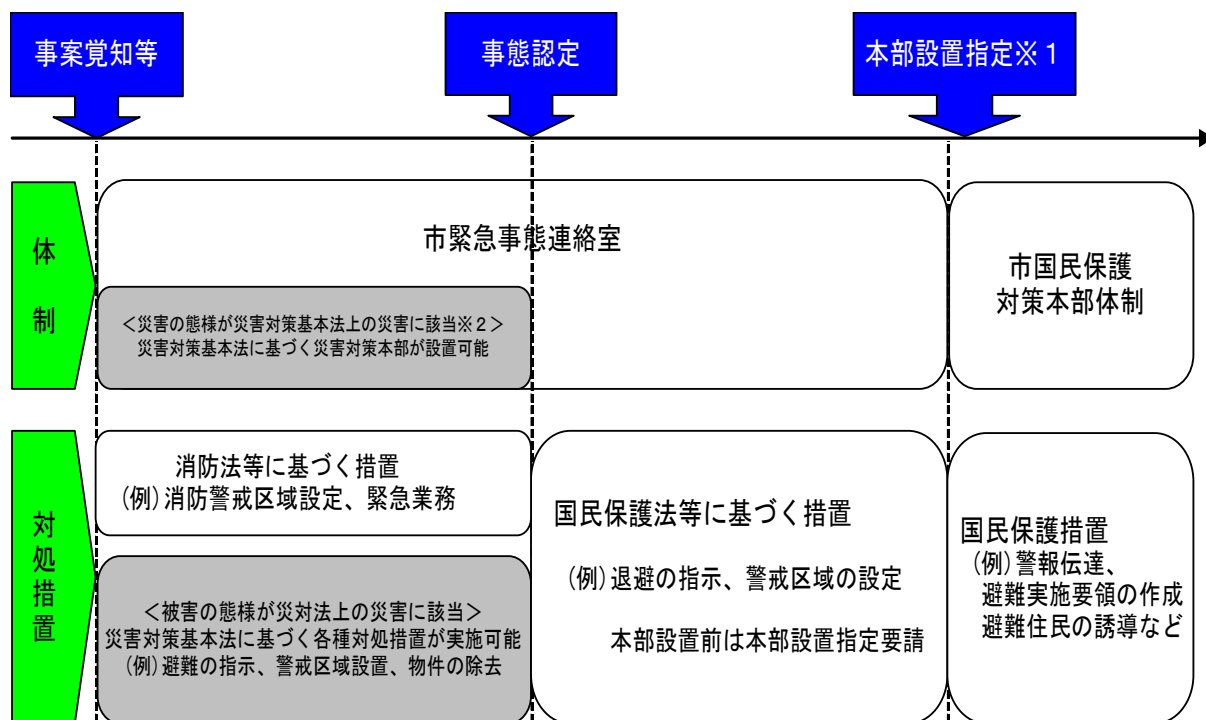 事案覚知等
事態認定
本部設置指定※１
体制
市緊急事態連絡室
＜災害の態様が災害対策基本法上の災害に該当※２＞
災害対策基本法に基づく災害対策本部が設置可能
市国民保護
対策本部体制
対処措置
消防法等に基づく措置
(例)消防警戒区域設定、緊急業務
＜被害の態様が災対法上の災害に該当＞
災害対策基本法に基づく各種対処措置が実施可能
(例)避難の指示、警戒区域設置、物件の除去
国民保護法等に基づく措置
(例)退避の指示、警戒区域の設定
本部設置前は本部設置指定要請
国民保護措置
(例)警報伝達、
避難実施要領の作成
避難住民の誘導など